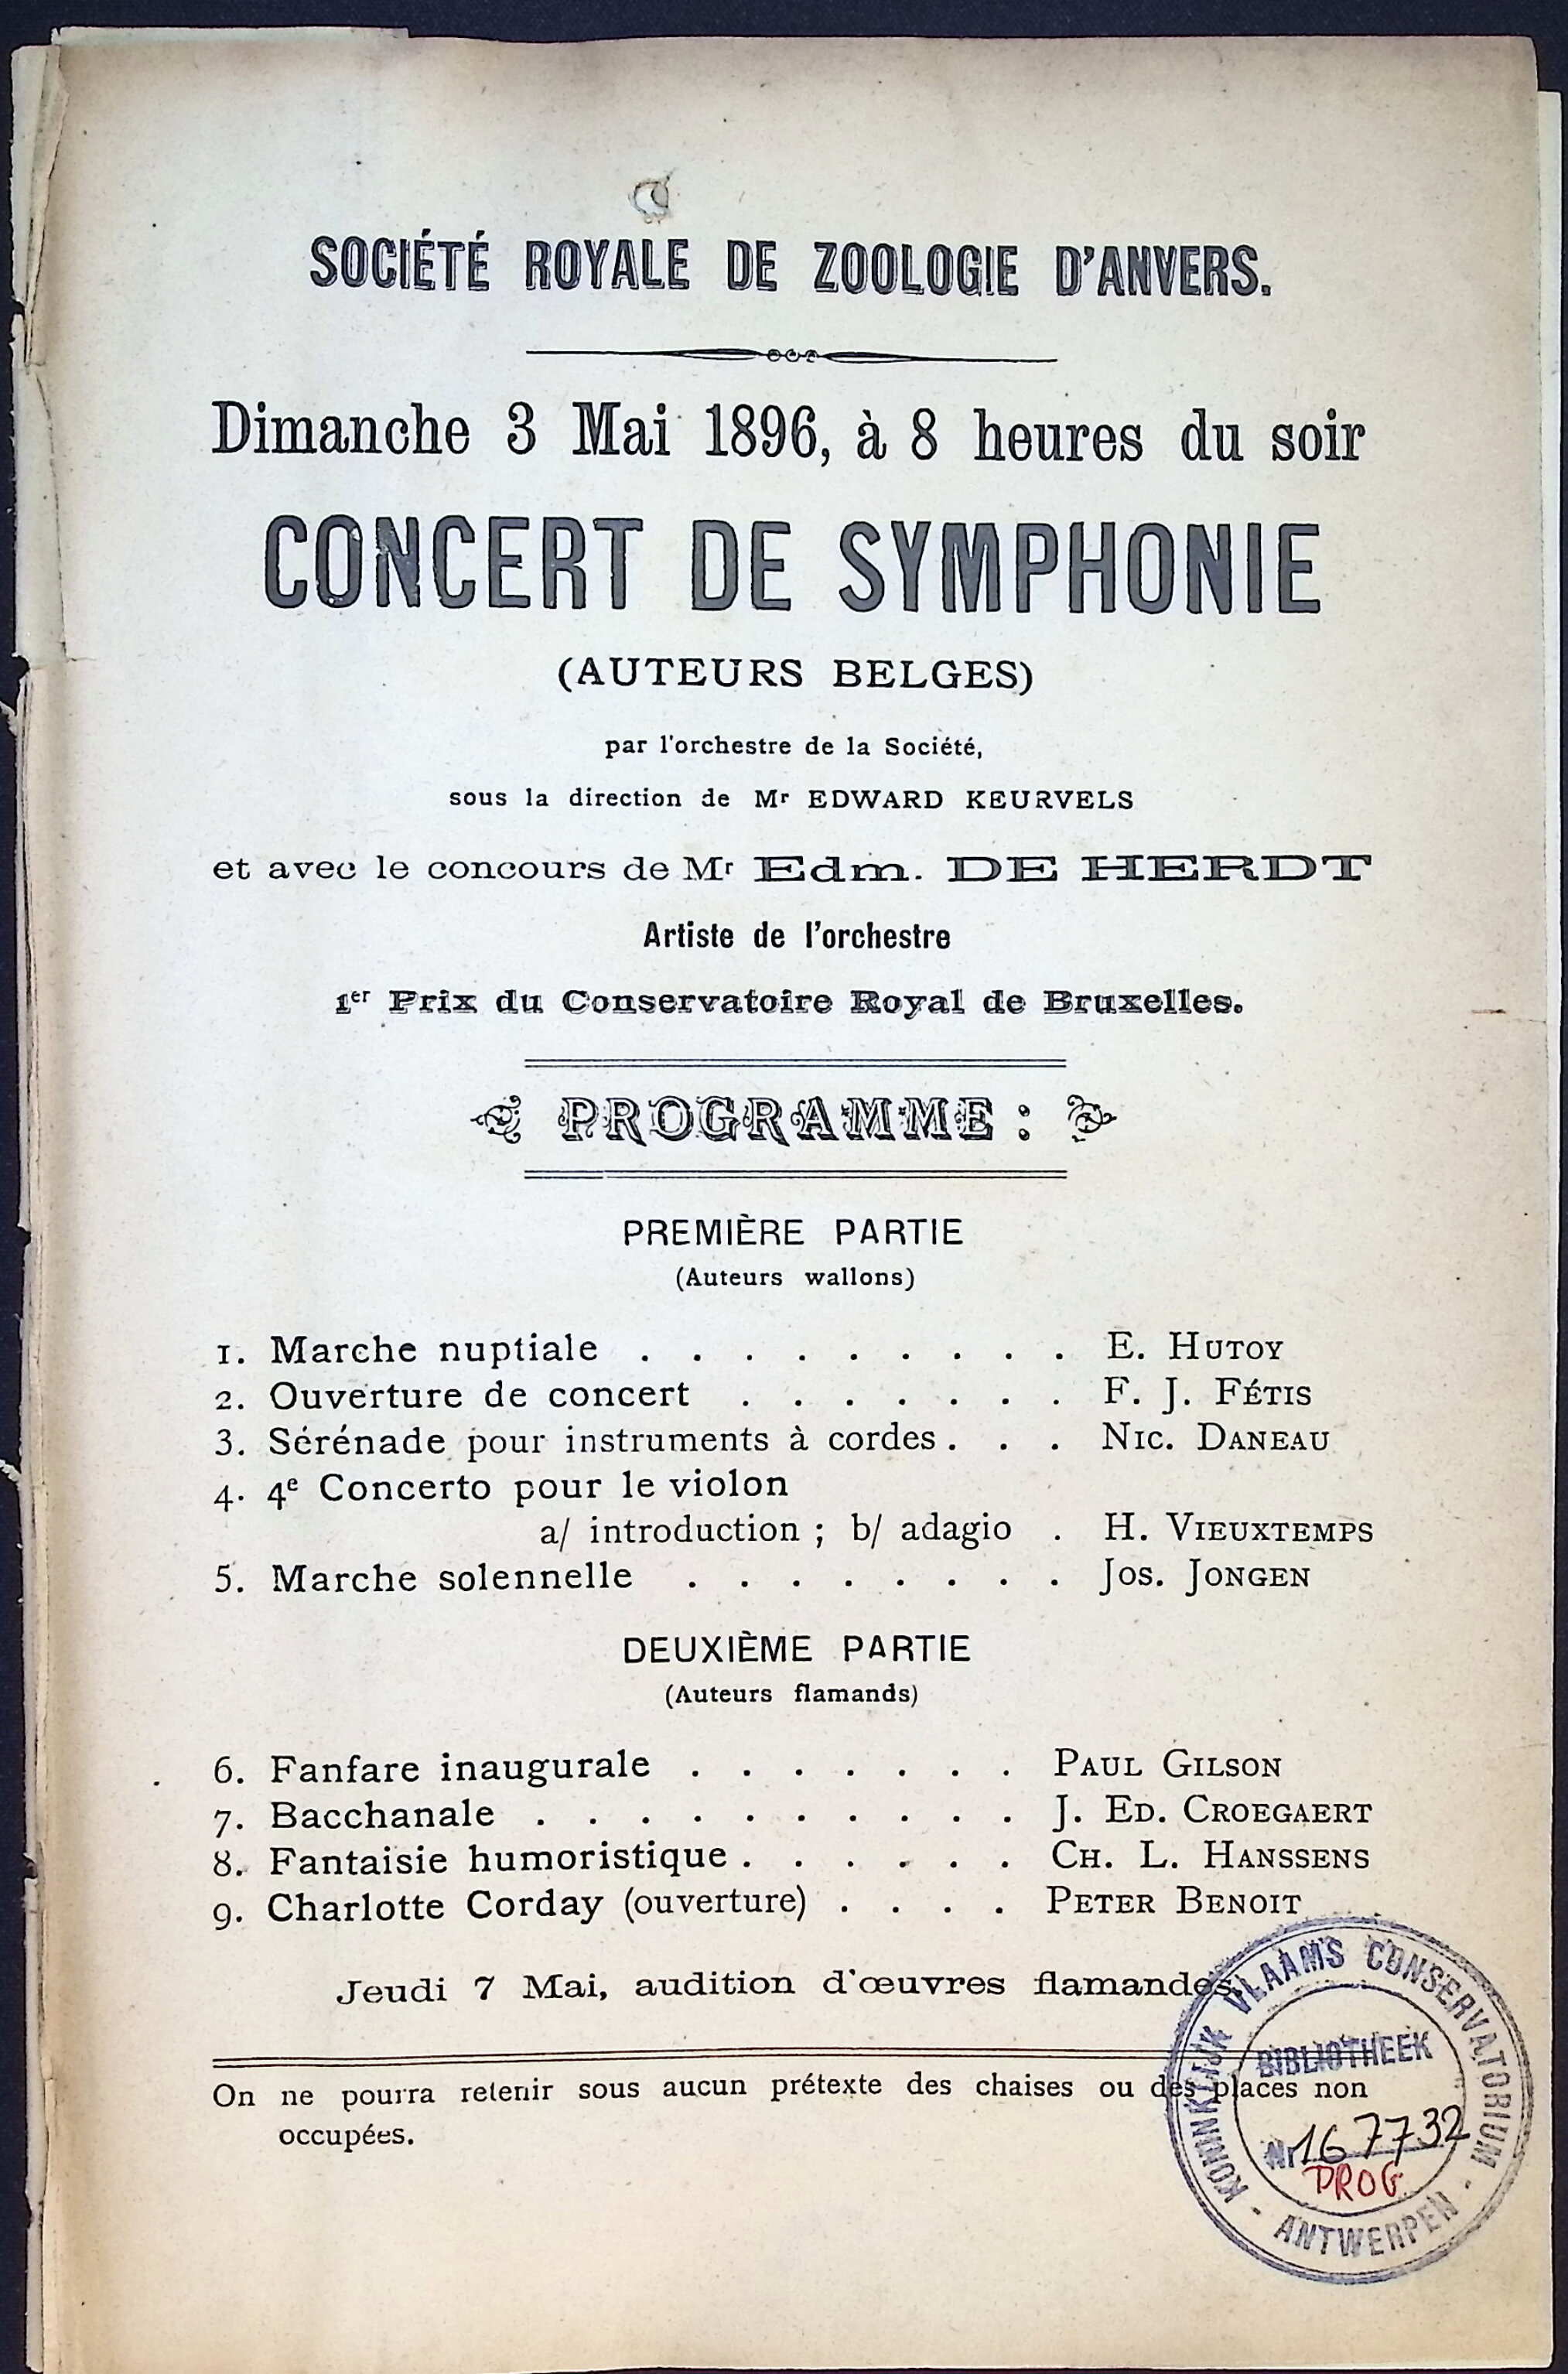 SOCIÉTÉ ROYALE DE ZOOLOGIE D'ANVERS.
Dimanche 3 Mai 1896, à 8 heures du soir
CONCERT DE SYMPHONIE
(AUTEURS BELGES)
par l'orchestre de la Société,
sous la direction de Mr EDWARD KEURVELS
et avec le concours de Mr Edm. DE HERDT
Artiste de l'orchestre
1er Prix du Conservatoire Royal de Bruxelles.
PROGRAMME :
PREMIÈRE PARTIE
(Auteurs wallons)
1. Marche nuptiale . . . . . . . . . E. HUTOY
2. Ouverture de concert . . . . . . . F. J. FÉTIS
3. Sérénade pour instruments à cordes . . . NIC. DANEAU
4. 4e Concerto pour le violon
a/ introduction ; b/ adagio . H. VIEUXTEMPS
5. Marche solennelle . . . . . . . . JOS. JONGEN
DEUXIÈME PARTIE
(Auteurs flamands)
6. Fanfare inaugurale . . . . . . . PAUL GILSON
7. Bacchanale . . . . . . . . . . J. ED. CROEGAERT
8. Fantaisie humoristique . . . . . . CH. L. HANSSENS
9. Charlotte Corday (ouverture) . . . . PETER BENOIT
Jeudi 7 Mai, audition d'œuvres flamandes.
On ne pourra retenir sous aucun prétexte des chaises ou des places non
occupées.
KONINKLIJK VLAAMS CONSERVATORIUM
BIBLIOTHEEK
Nr 167732
PROG
- ANTWERPEN -